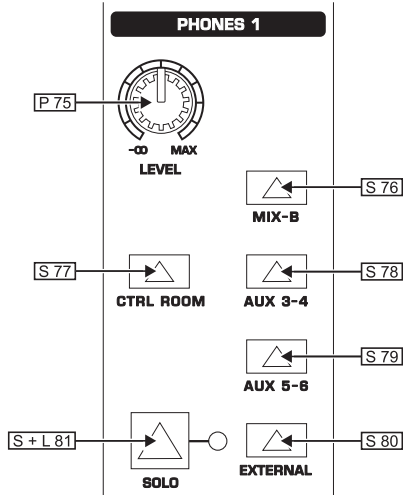 PHONES 1
P 75
-∞ MAX
LEVEL
S 76
MIX-B
S 77
S 78
CTRL ROOM
AUX 3-4
S 79
AUX 5-6
S + L 81
S 80
SOLO
EXTERNAL